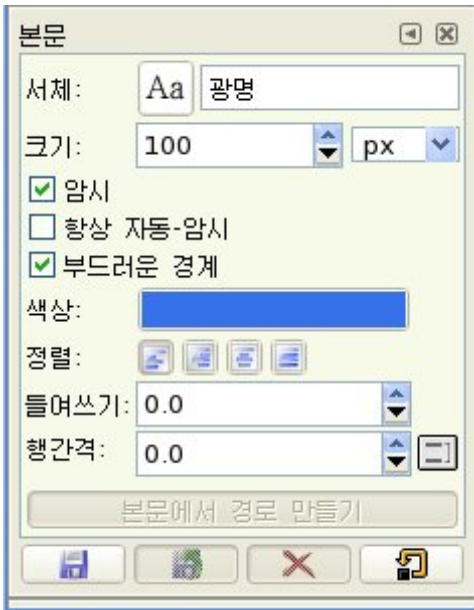 본문
서체: Aa 광명
크기: 100 px
암시
항상 자동-암시
부드러운 경계
색상:
정렬:
들여쓰기: 0.0
행간격: 0.0
본문에서 경로 만들기